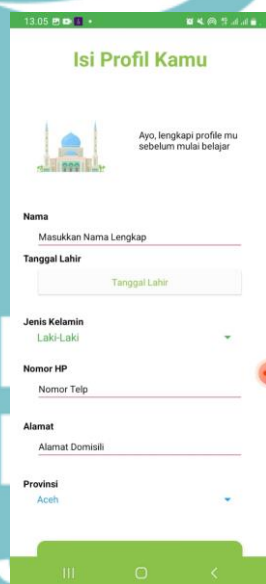 13.05
Isi Profil Kamu
Ayo, lengkapi profile mu
sebelum mulai belajar
Nama
Masukkan Nama Lengkap
Tanggal Lahir
Tanggal Lahir
Jenis Kelamin
Laki-Laki
Nomor HP
Nomor Telp
Alamat
Alamat Domisili
Provinsi
Aceh